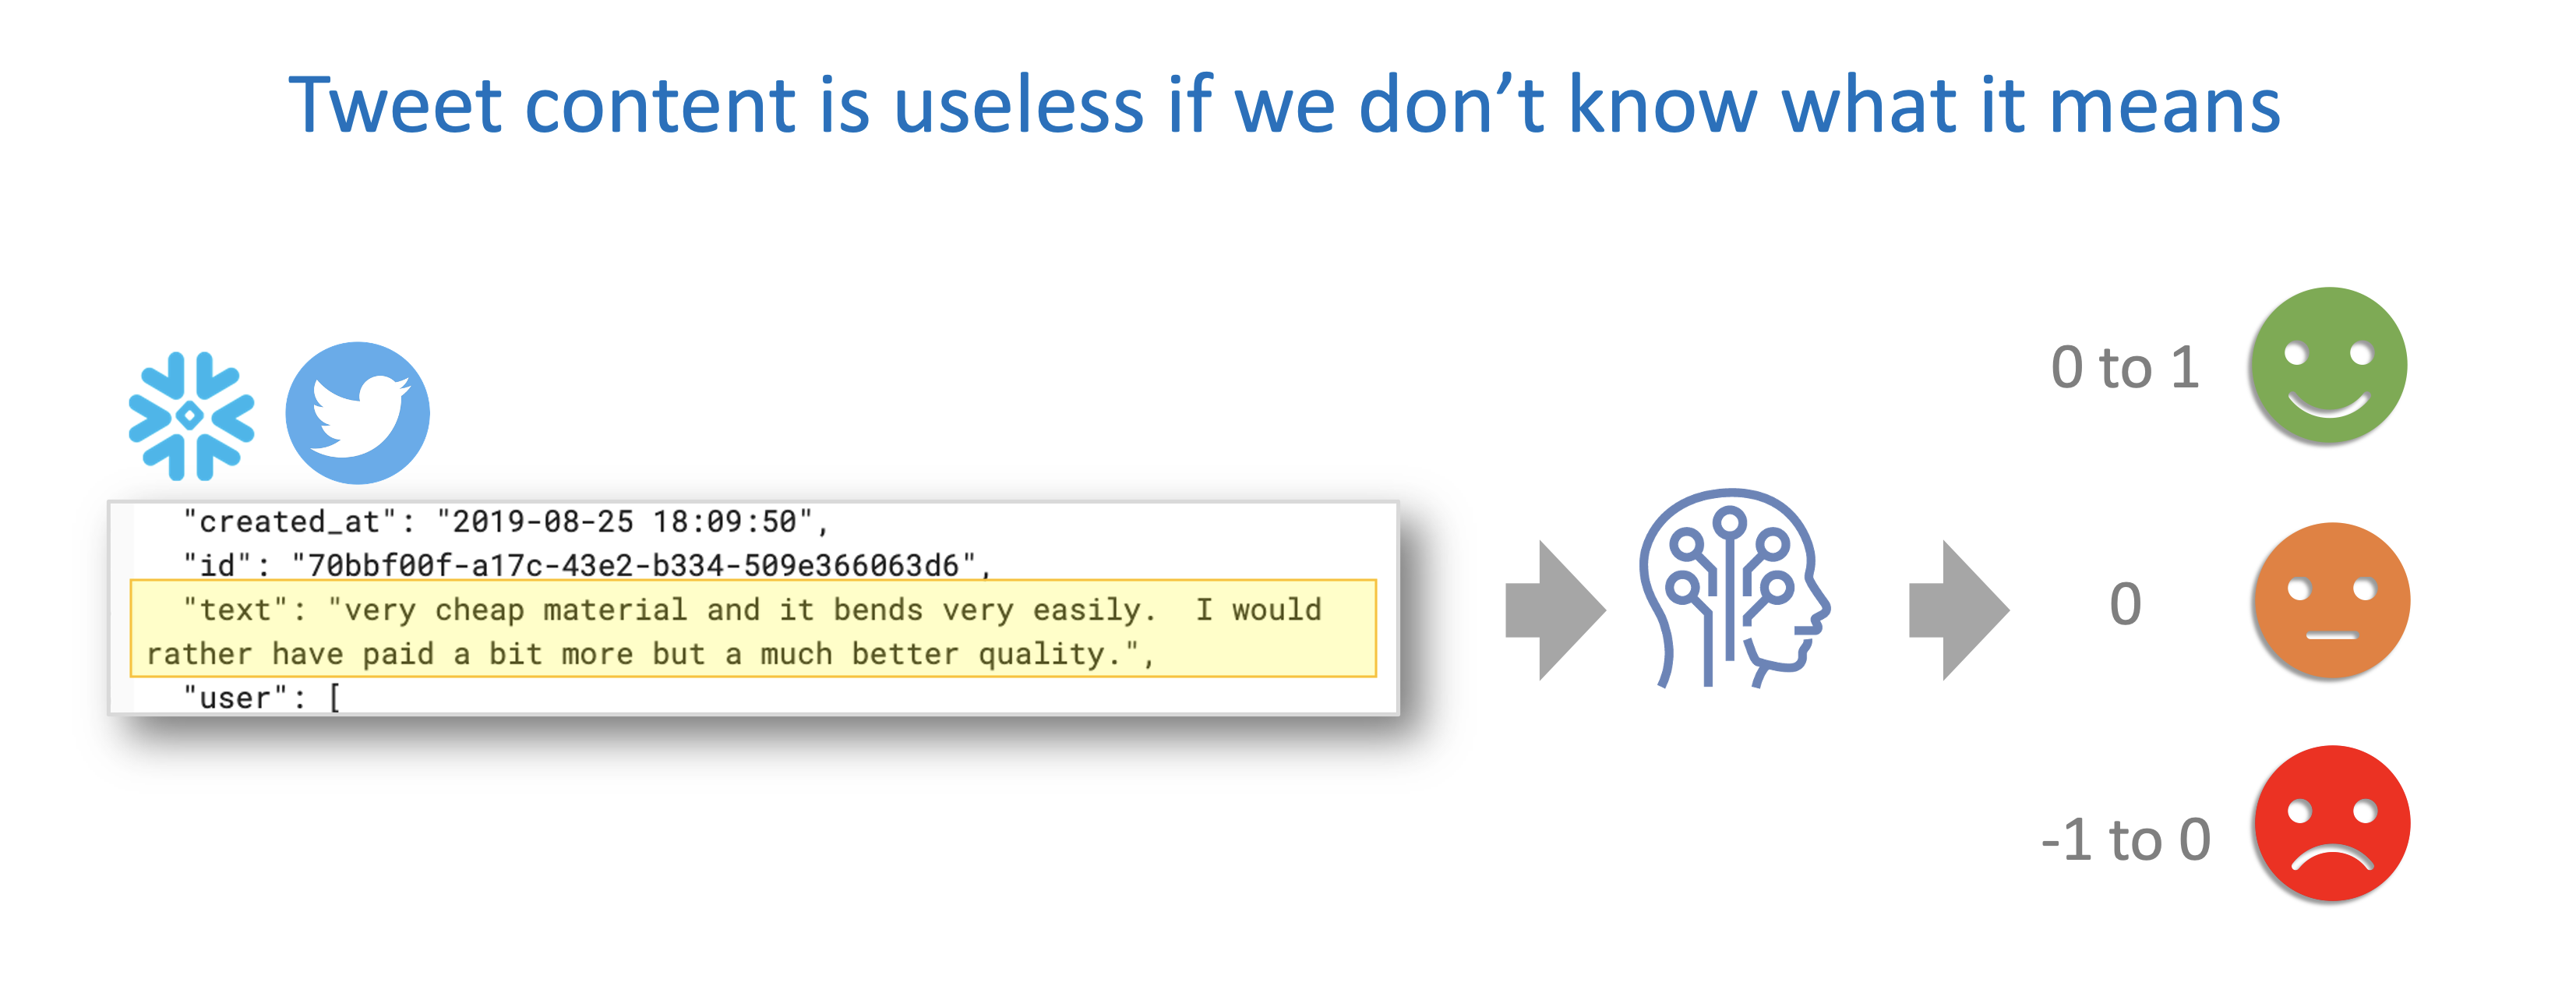 Tweet content is useless if we don’t know what it means
"created_at": "2019-08-25 18:09:50",
"id": "70bbf00f-a17c-43e2-b334-509e366063d6",
"text": "very cheap material and it bends very easily.  I would
rather have paid a bit more but a much better quality.",
"user": [
0 to 1
0
-1 to 0